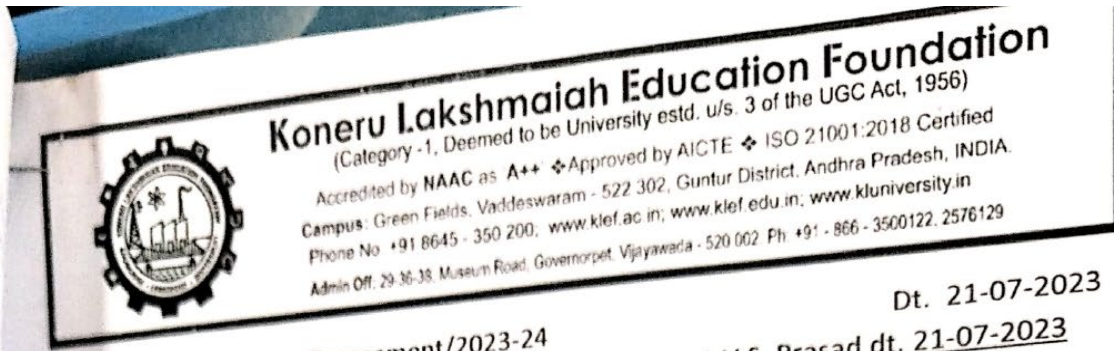 Koneru Lakshmaiah Education Foundation
(Category -1, Deemed to be University estd. u/s. 3 of the UGC Act, 1956)
Accredited by NAAC as A++ ❖Approved by AICTE ❖ ISO 21001:2018 Certified
Campus: Green Fields, Vaddeswaram - 522 302, Guntur District, Andhra Pradesh, INDIA.
Phone No. +91 8645 - 350 200; www.klef.ac.in; www.klef.edu.in; www.kluniversity.in
Admin Off: 29-36-38, Museum Road, Governorpet, Vijayawada - 520 002. Ph: +91 - 866 - 3500122, 2576129
Dt. 21-07-2023
/2023-24
Prasad dt. 21-07-2023